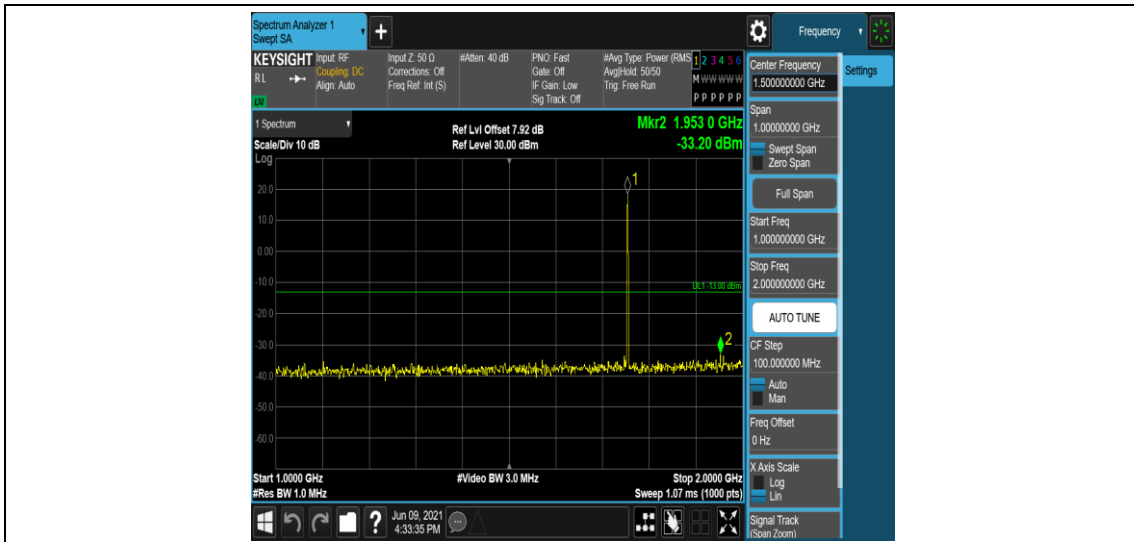 Spectrum Analyzer 1
Swept SA
+
Frequency
KEYSIGHT
RL
LXI
Input: RF
Coupling: DC
Align: Auto
Input Z: 50 Ω
Corrections: Off
Freq Ref: Int (S)
#Atten: 40 dB
PNO: Fast
Gate: Off
IF Gain: Low
Sig Track: Off
#Avg Type: Power (RMS
Avg|Hold: 50/50
Trig: Free Run
1 2 3 4 5 6
M W W W W W
P P P P P P
1 Spectrum
Scale/Div 10 dB
Log
Ref Lvl Offset 7.92 dB
Ref Level 30.00 dBm
Mkr2 1.953 0 GHz
-33.20 dBm
1
20.0
10.0
0.00
-10.0
DL1 -13.00 dBm
-20.0
-30.0
2
-40.0
-50.0
-60.0
Start 1.0000 GHz
#Res BW 1.0 MHz
#Video BW 3.0 MHz
Stop 2.0000 GHz
Sweep 1.07 ms (1000 pts)
?
Jun 09, 2021
4:33:35 PM
Center Frequency
1.500000000 GHz
Settings
Span
1.00000000 GHz
Swept Span
Zero Span
Full Span
Start Freq
1.000000000 GHz
Stop Freq
2.000000000 GHz
AUTO TUNE
CF Step
100.000000 MHz
Auto
Man
Freq Offset
0 Hz
X Axis Scale
Log
Lin
Signal Track
(Span Zoom)